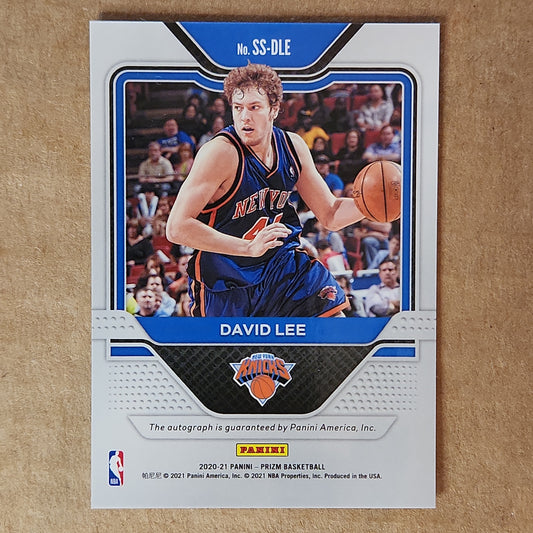 No. SS-DLE
NEW YORK
DAVID LEE
NEW YORK
KNICKS
The autograph is guaranteed by Panini America, Inc.
PANINI
2020-21 PANINI – PRIZM BASKETBALL
NBA
帕尼尼 © 2021 Panini America, Inc. © 2021 NBA Properties, Inc. Produced in the USA.